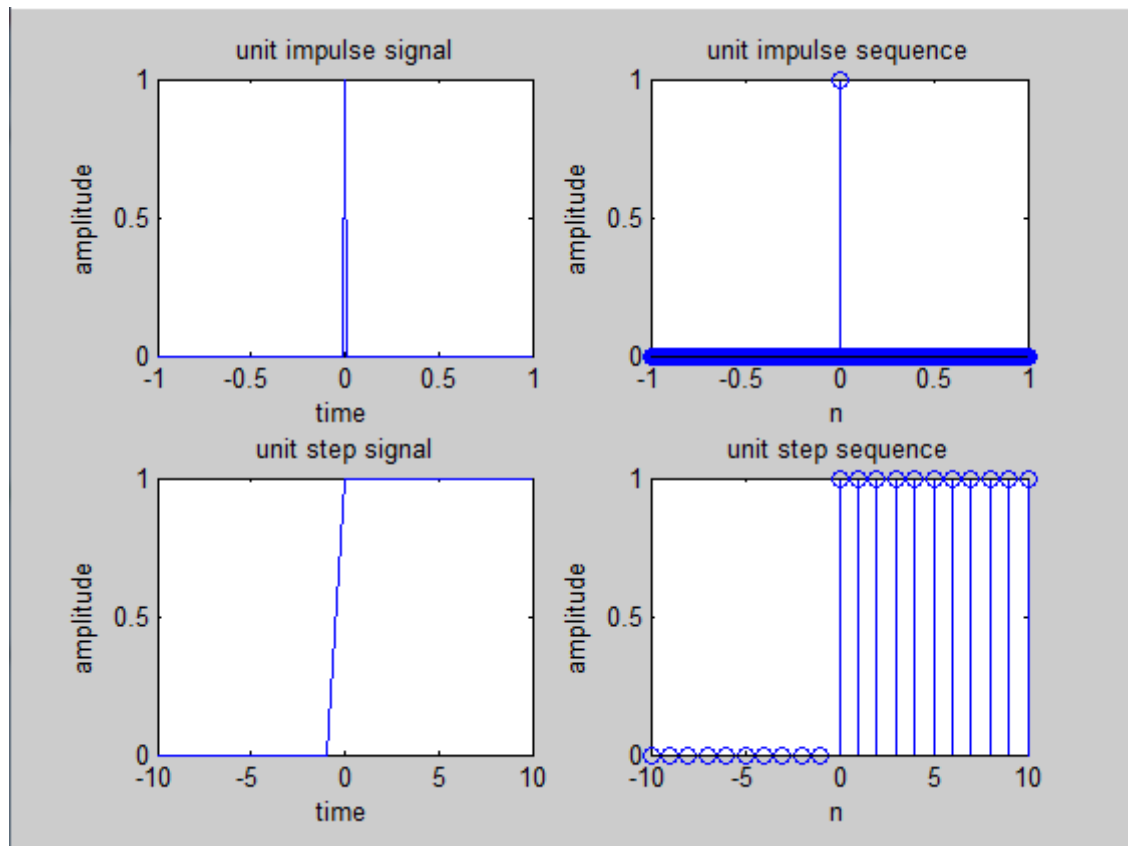 unit impulse signal
1
0.5
0
amplitude
-1 -0.5 0 0.5 1
time
unit impulse sequence
1
0.5
0
amplitude
-1 -0.5 0 0.5 1
n
unit step signal
1
0.5
0
amplitude
-10 -5 0 5 10
time
unit step sequence
1
0.5
0
amplitude
-10 -5 0 5 10
n